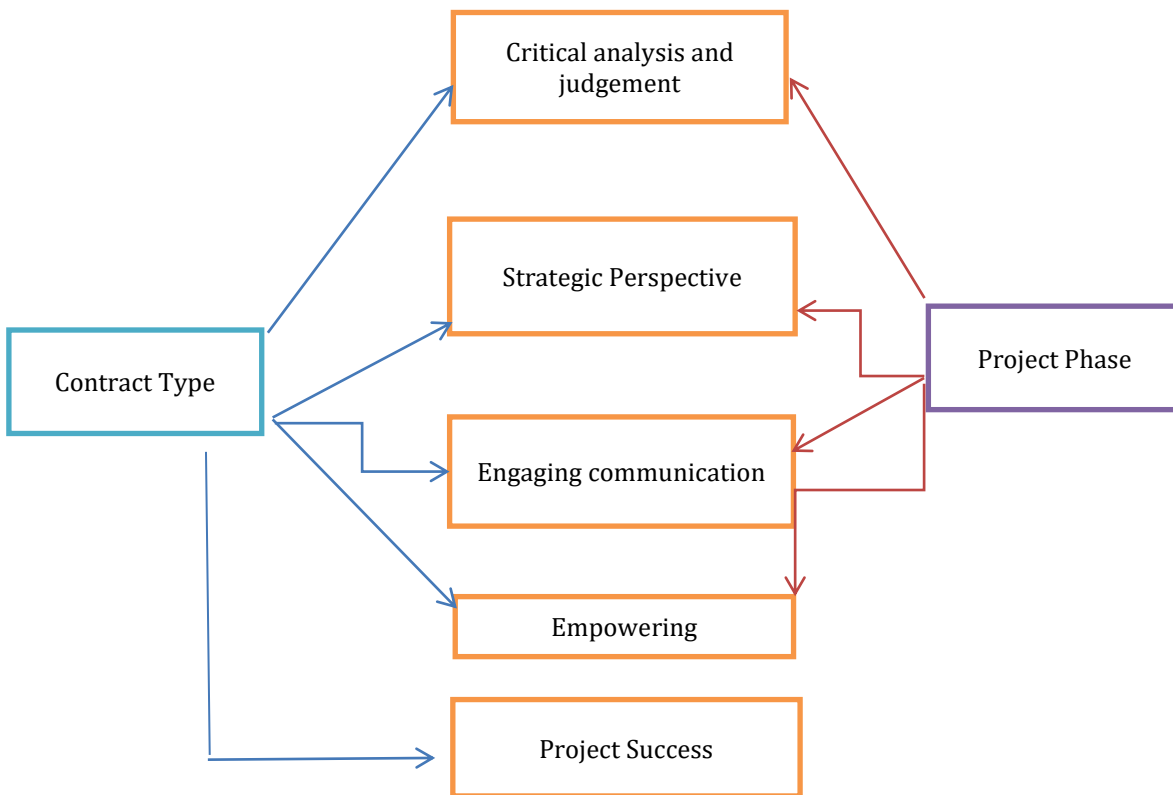 Critical analysis and
judgement
Strategic Perspective
Contract Type
Project Phase
Engaging communication
Empowering
Project Success